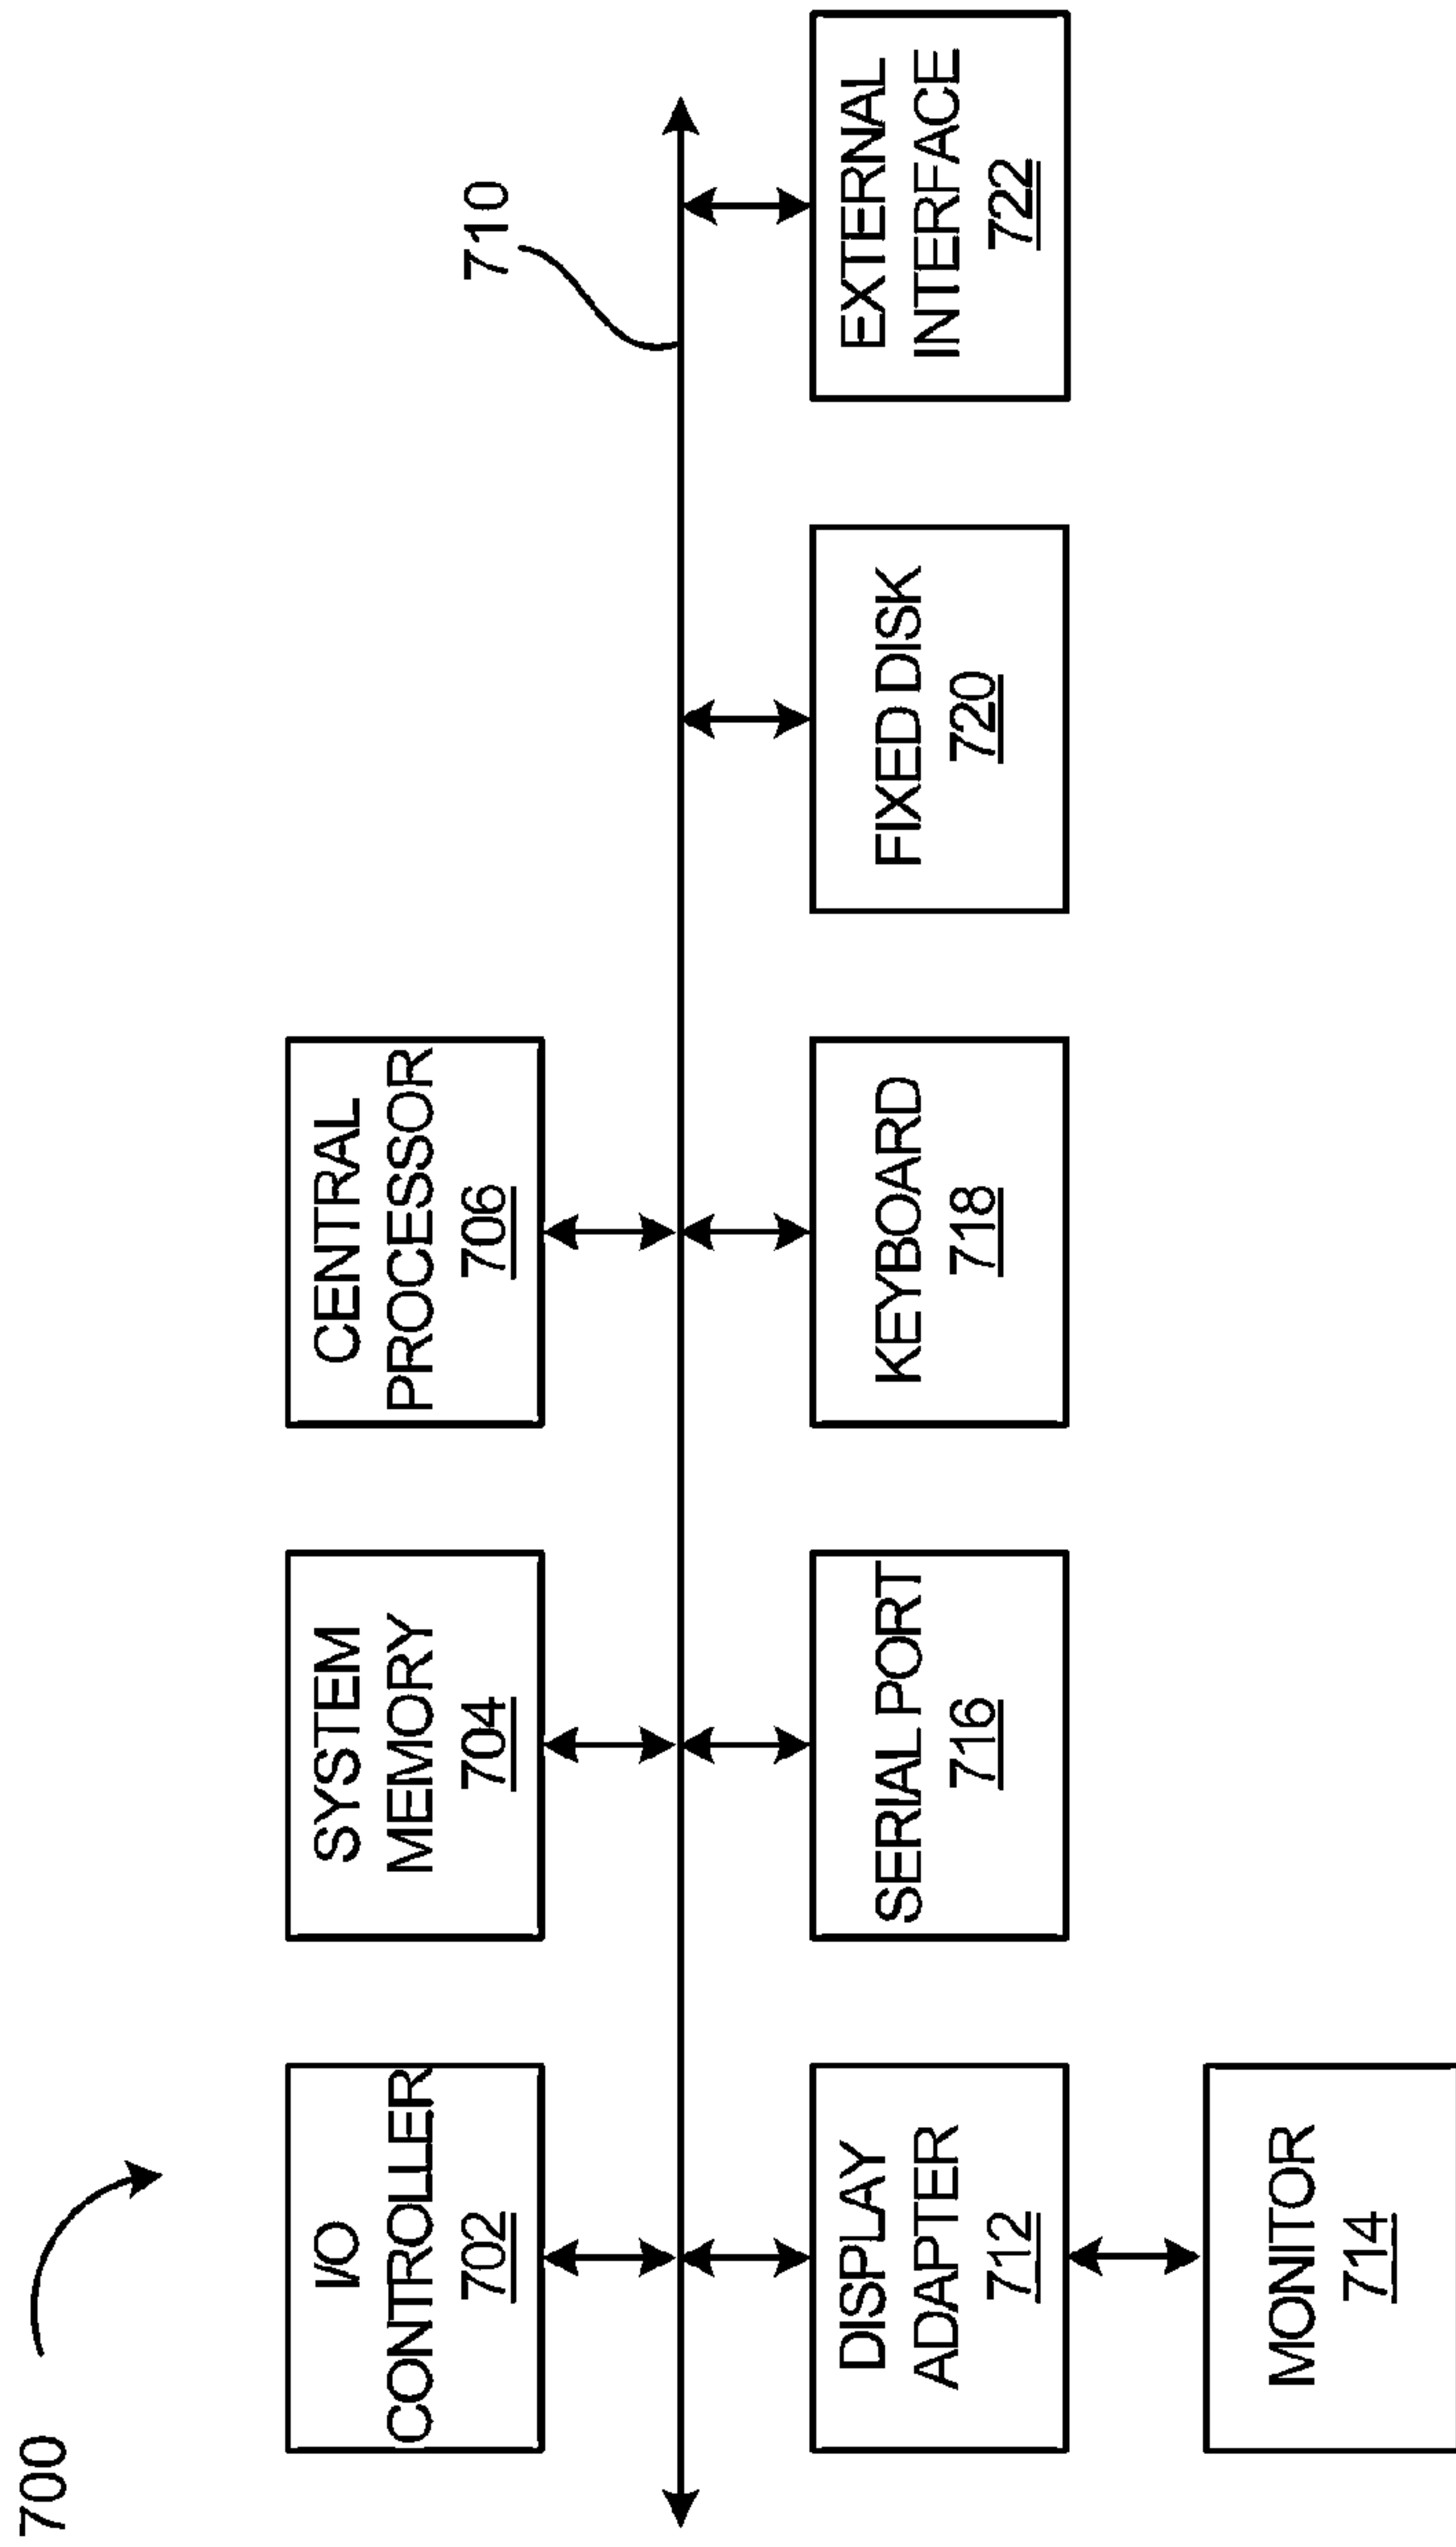 700
I/O
CONTROLLER
702
SYSTEM
MEMORY
704
CENTRAL
PROCESSOR
706
710
DISPLAY
ADAPTER
712
SERIAL PORT
716
KEYBOARD
718
FIXED DISK
720
EXTERNAL
INTERFACE
722
MONITOR
714